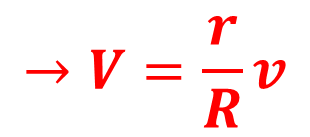 → V = r/R v